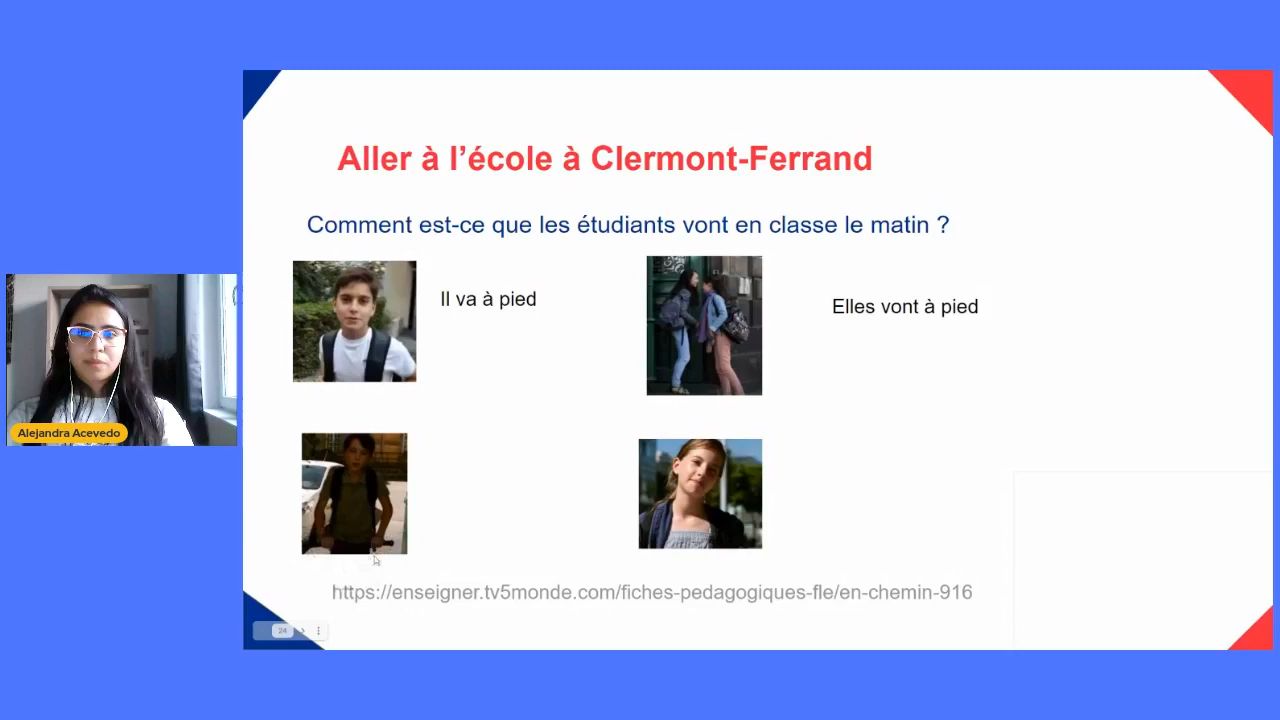 Aller à l’école à Clermont-Ferrand
Comment est-ce que les étudiants vont en classe le matin ?
Il va à pied
Elles vont à pied
Alejandra Acevedo
https://enseigner.tv5monde.com/fiches-pedagogiques-fle/en-chemin-916
24